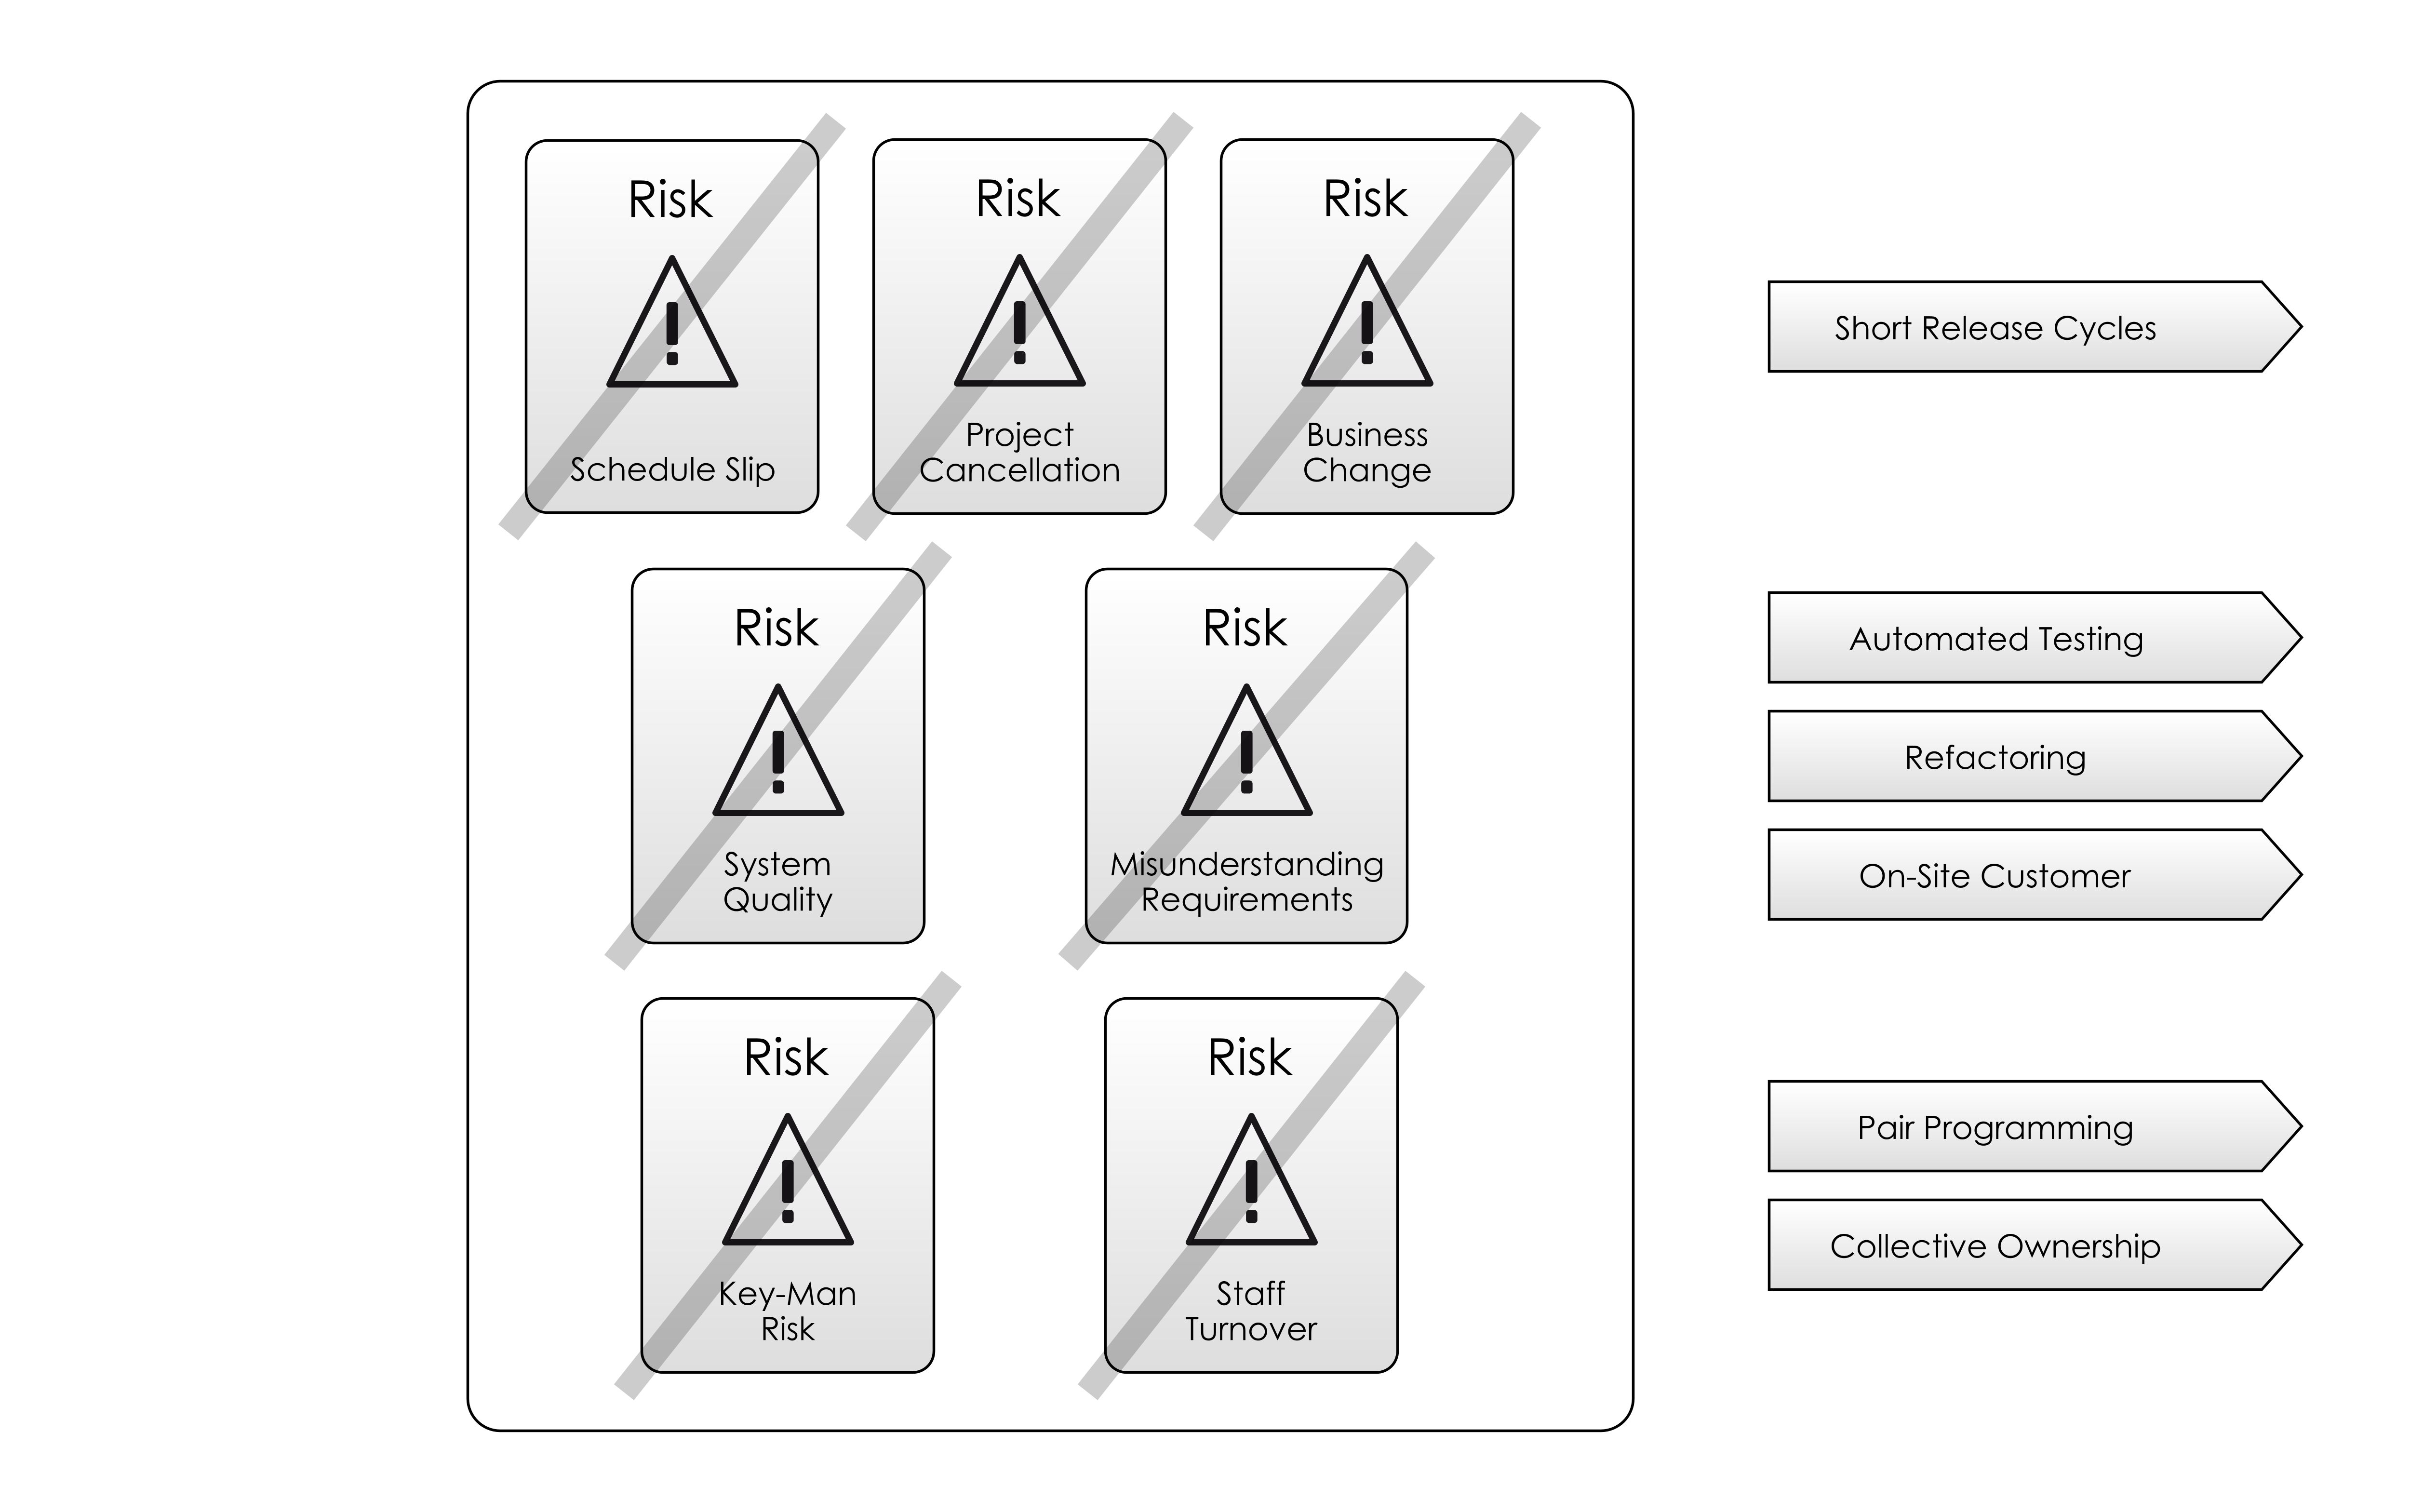 Risk
Schedule Slip
Risk
Project
Cancellation
Risk
Business
Change
Short Release Cycles
Risk
System
Quality
Risk
Misunderstanding
Requirements
Automated Testing
Refactoring
On-Site Customer
Risk
Key-Man
Risk
Risk
Staff
Turnover
Pair Programming
Collective Ownership